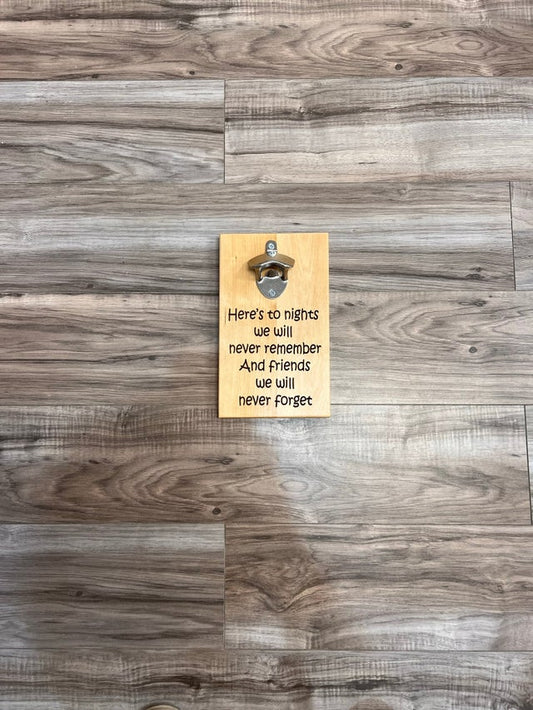 Here's to nights
we will
never remember
And friends
we will
never forget